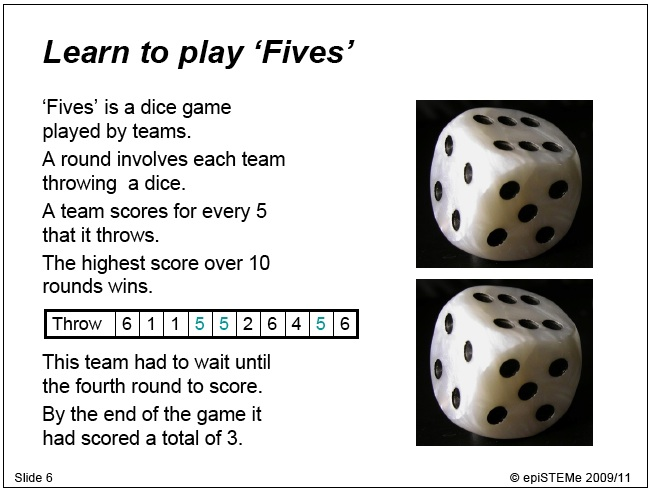 Learn to play ‘Fives’
‘Fives’ is a dice game
played by teams.
A round involves each team
throwing a dice.
A team scores for every 5
that it throws.
The highest score over 10
rounds wins.
Throw 6 1 1 5 5 2 6 4 5 6
This team had to wait until
the fourth round to score.
By the end of the game it
had scored a total of 3.
Slide 6
© epiSTEMe 2009/11